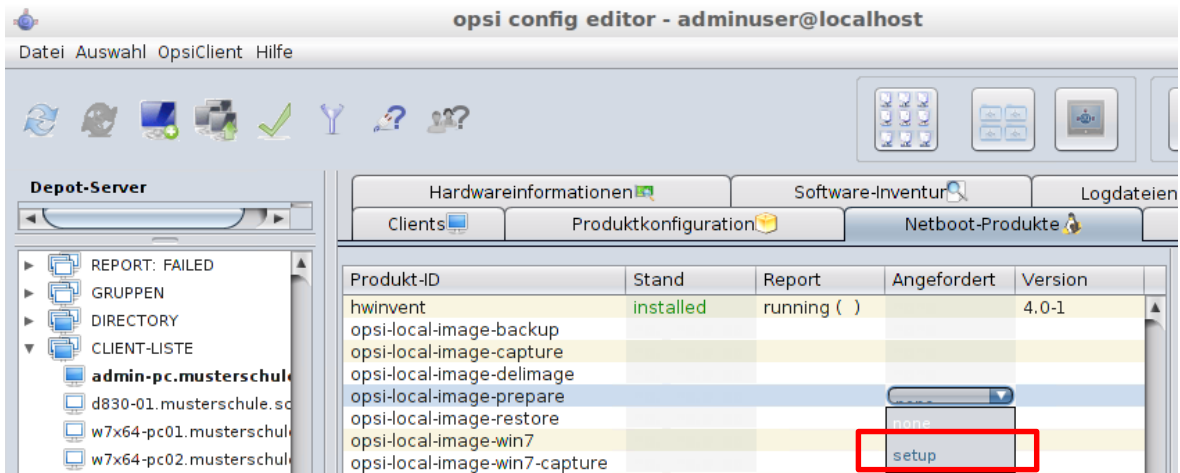 opsi config editor - adminuser@localhost
Datei Auswahl OpsiClient Hilfe
Depot-Server
Hardwareinformationen Software-Inventur Logdateien
Clients Produktkonfiguration Netboot-Produkte
REPORT: FAILED
GRUPPEN
DIRECTORY
CLIENT-LISTE
admin-pc.musterschule
d830-01.musterschule.sc
w7x64-pc01.musterschul
w7x64-pc02.musterschul
Produkt-ID Stand Report Angefordert Version
hwinvent installed running ( ) 4.0-1
opsi-local-image-backup
opsi-local-image-capture
opsi-local-image-delimage
opsi-local-image-prepare none
opsi-local-image-restore
none
opsi-local-image-win7
setup
opsi-local-image-win7-capture